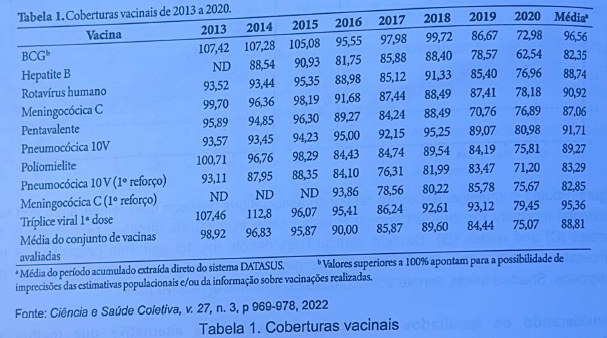 Tabela 1. Coberturas vacinais de 2013 a 2020.
Vacina 2013 2014 2015 2016 2017 2018 2019 2020 Médiaª
BCGᵇ 107,42 107,28 105,08 95,55 97,98 99,72 86,67 72,98 96,56
Hepatite B ND 88,54 90,93 81,75 85,88 88,40 78,57 62,54 82,35
Rotavírus humano 93,52 93,44 95,35 88,98 85,12 91,33 85,40 76,96 88,74
Meningocócica C 99,70 96,36 98,19 91,68 87,44 88,49 87,41 78,18 90,92
Pentavalente 95,89 94,85 96,30 89,27 84,24 88,49 70,76 76,89 87,06
Pneumocócica 10V 93,57 93,45 94,23 95,00 92,15 95,25 89,07 80,98 91,71
Poliomielite 100,71 96,76 98,29 84,43 84,74 89,54 84,19 75,81 89,27
Pneumocócica 10 V (1º reforço) 93,11 87,95 88,35 84,10 76,31 81,99 83,47 71,20 83,29
Meningocócica C (1º reforço) ND ND ND 93,86 78,56 80,22 85,78 75,67 82,85
Tríplice viral 1ª dose 107,46 112,8 96,07 95,41 86,24 92,61 93,12 79,45 95,36
Média do conjunto de vacinas 98,92 96,83 95,87 90,00 85,87 89,60 84,44 75,07 88,81
avaliadas
ª Média do período acumulado extraída direto do sistema DATASUS. ᵇ Valores superiores a 100% apontam para a possibilidade de
imprecisões das estimativas populacionais e/ou da informação sobre vacinações realizadas.
Fonte: Ciência e Saúde Coletiva, v. 27, n. 3, p 969-978, 2022
Tabela 1. Coberturas vacinais